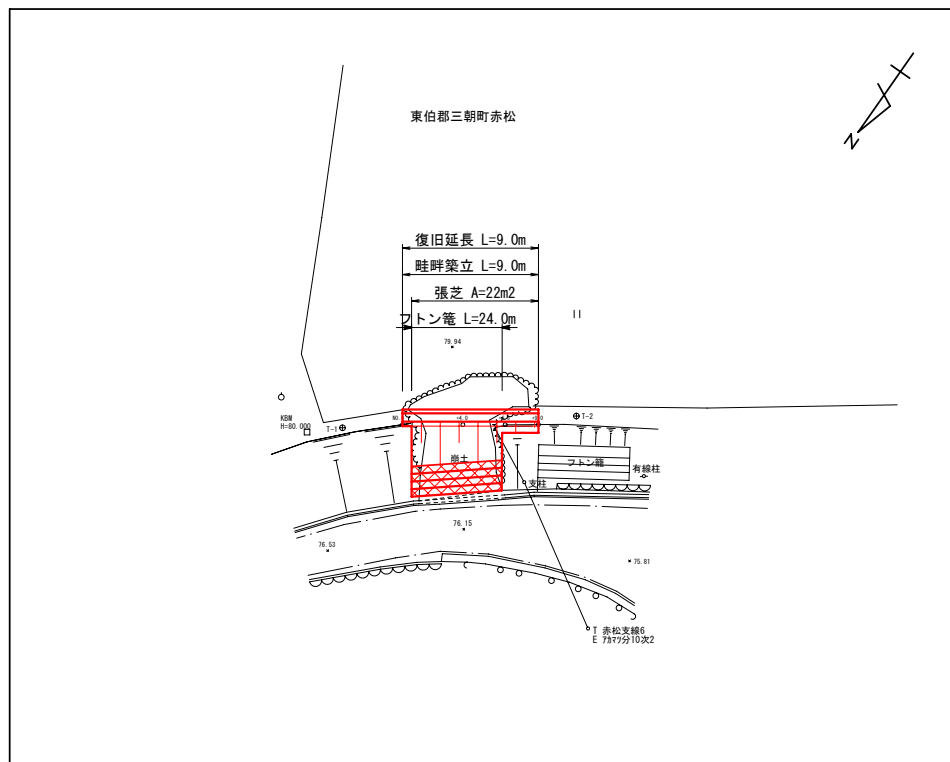 東伯郡三朝町赤松
N
復旧延長 L=9.0m
畦畔築立 L=9.0m
張芝 A=22m2
フトン篭 L=24.0m
79.94
KBM
H=80.000
T-1
NO.
+4.0
T-2
崩土
フトン籠
有線柱
支柱
76.15
76.53
75.81
T 赤松支線6
E アカマツ分10次2